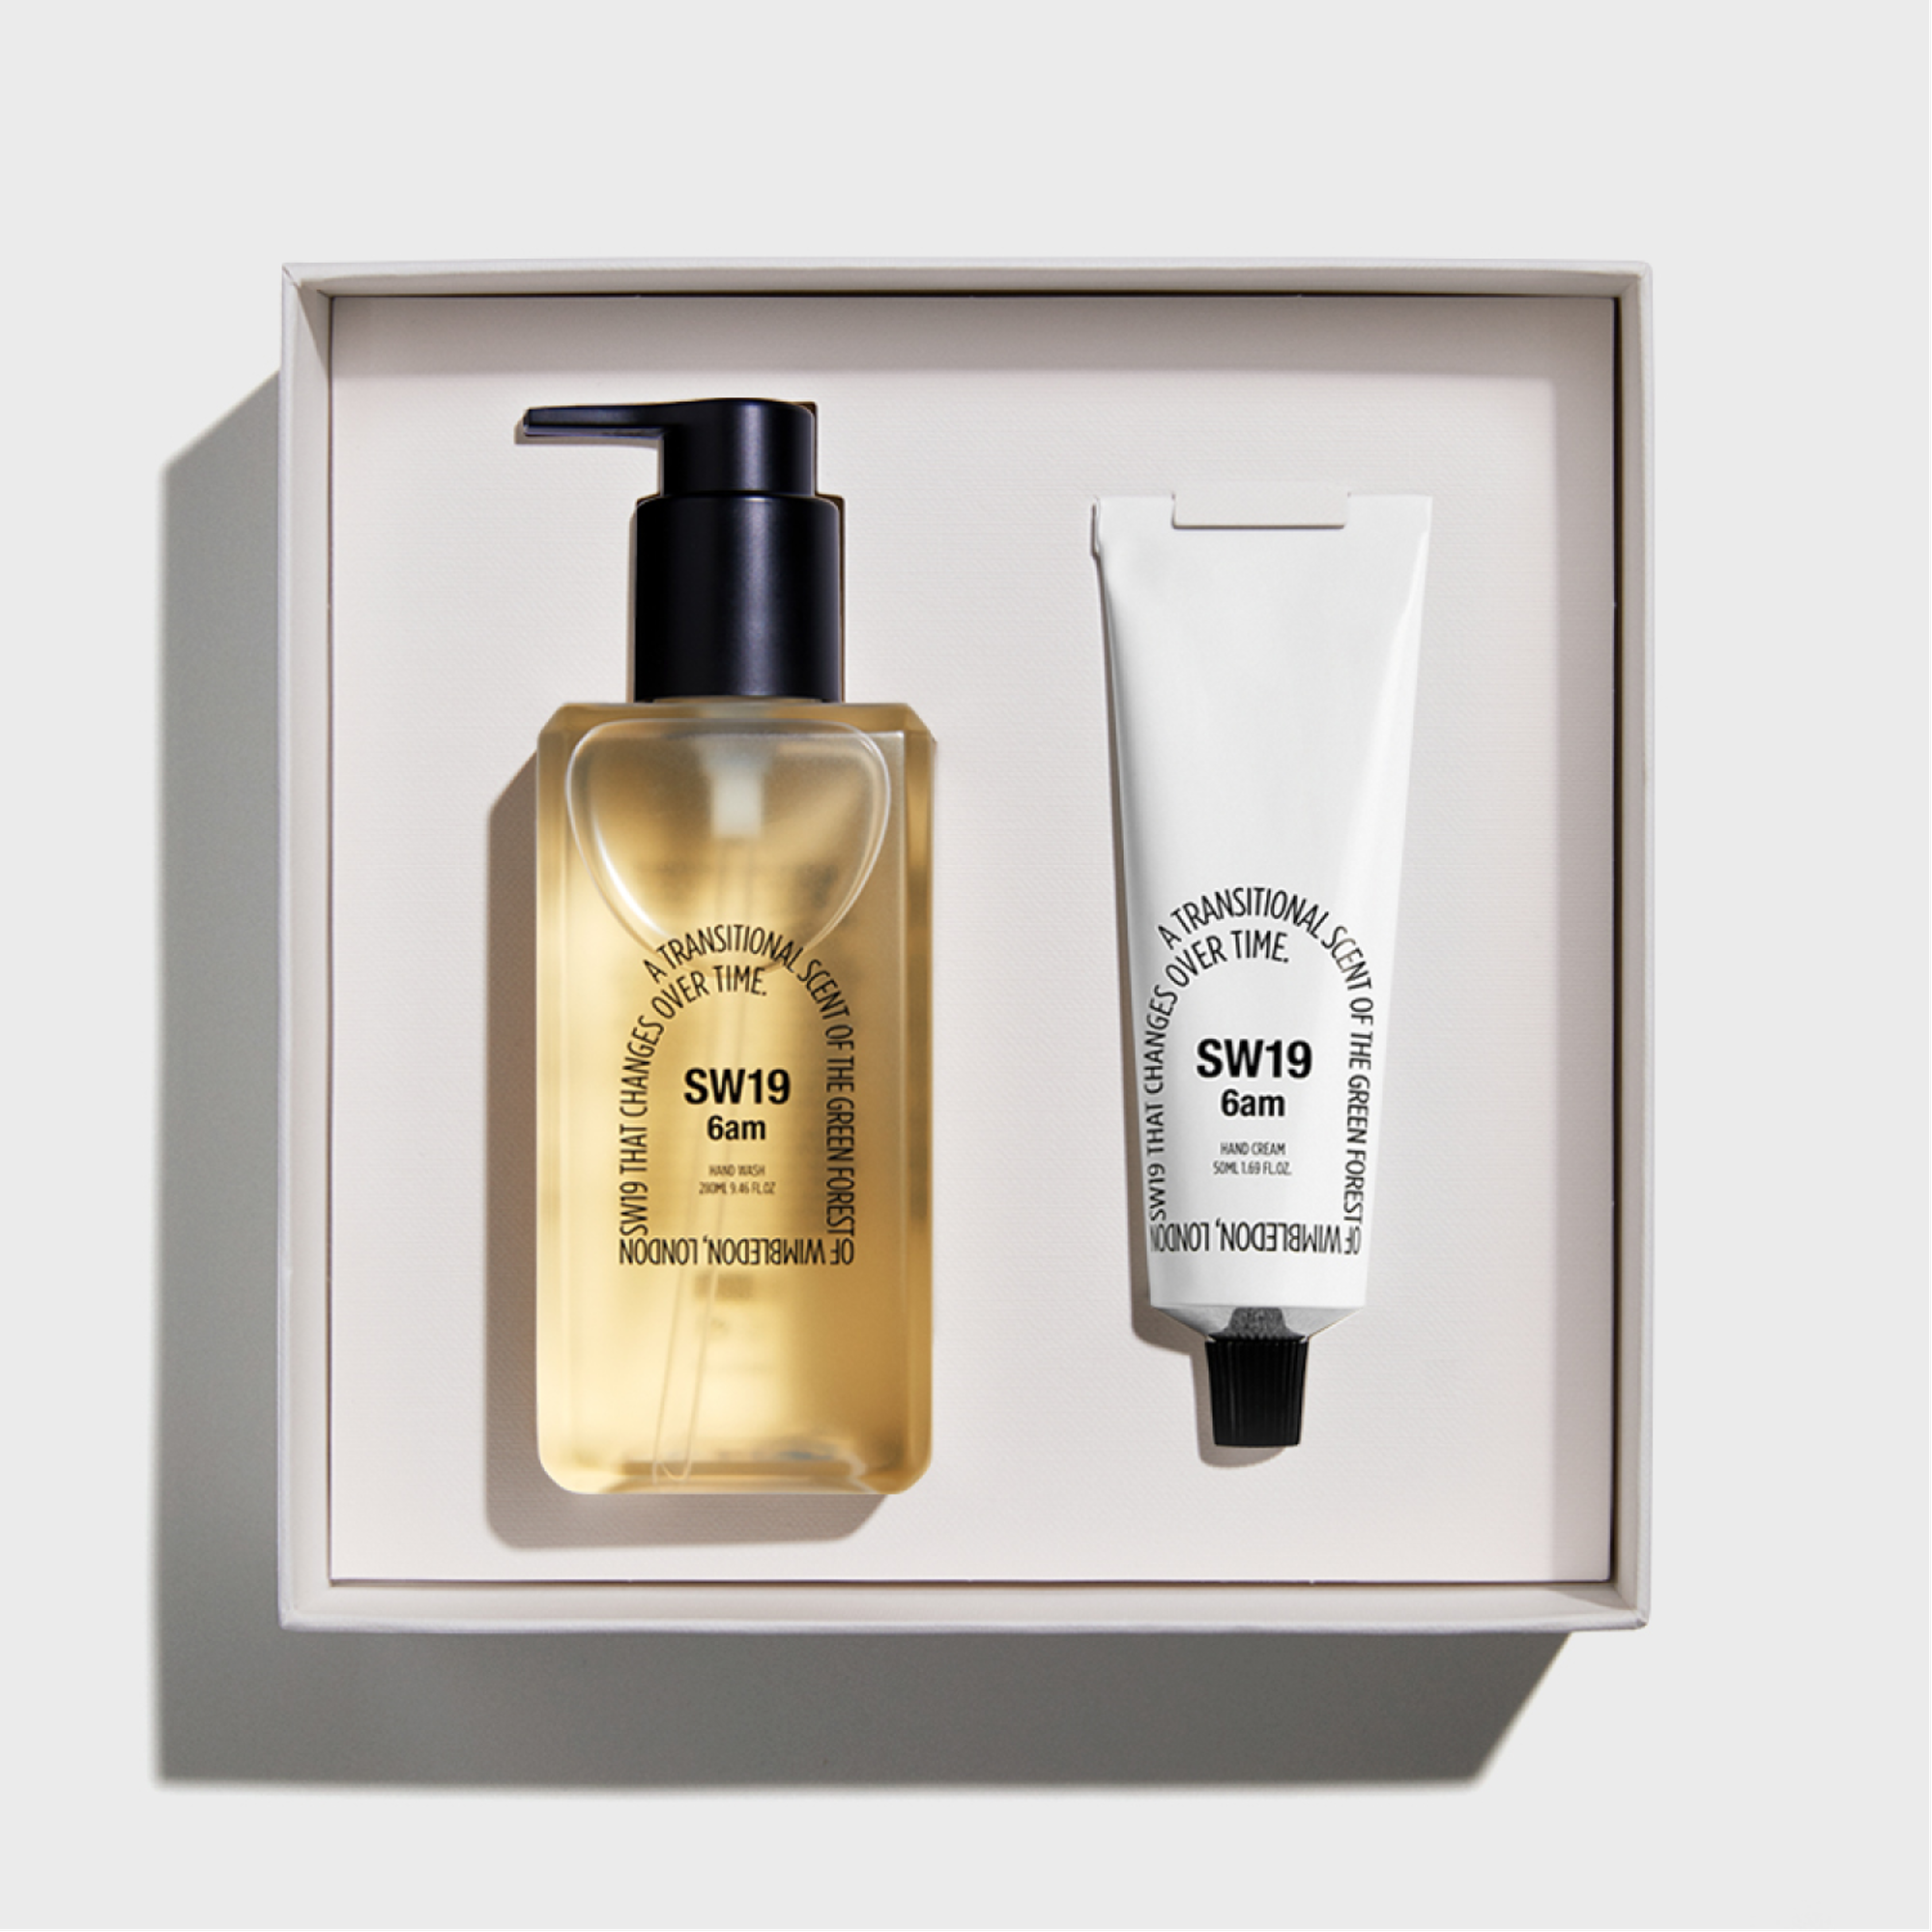 A TRANSITIONAL SCENT OF THE GREEN FOREST
OF WIMBLEDON, LONDON
SW19 THAT CHANGES OVER TIME.
SW19
6am
HAND WASH
280ML 9.46 FL.OZ
A TRANSITIONAL SCENT OF THE GREEN FOREST
OF WIMBLEDON, LONDON
SW19 THAT CHANGES OVER TIME.
SW19
6am
HAND CREAM
50ML 1.69 FL.OZ.